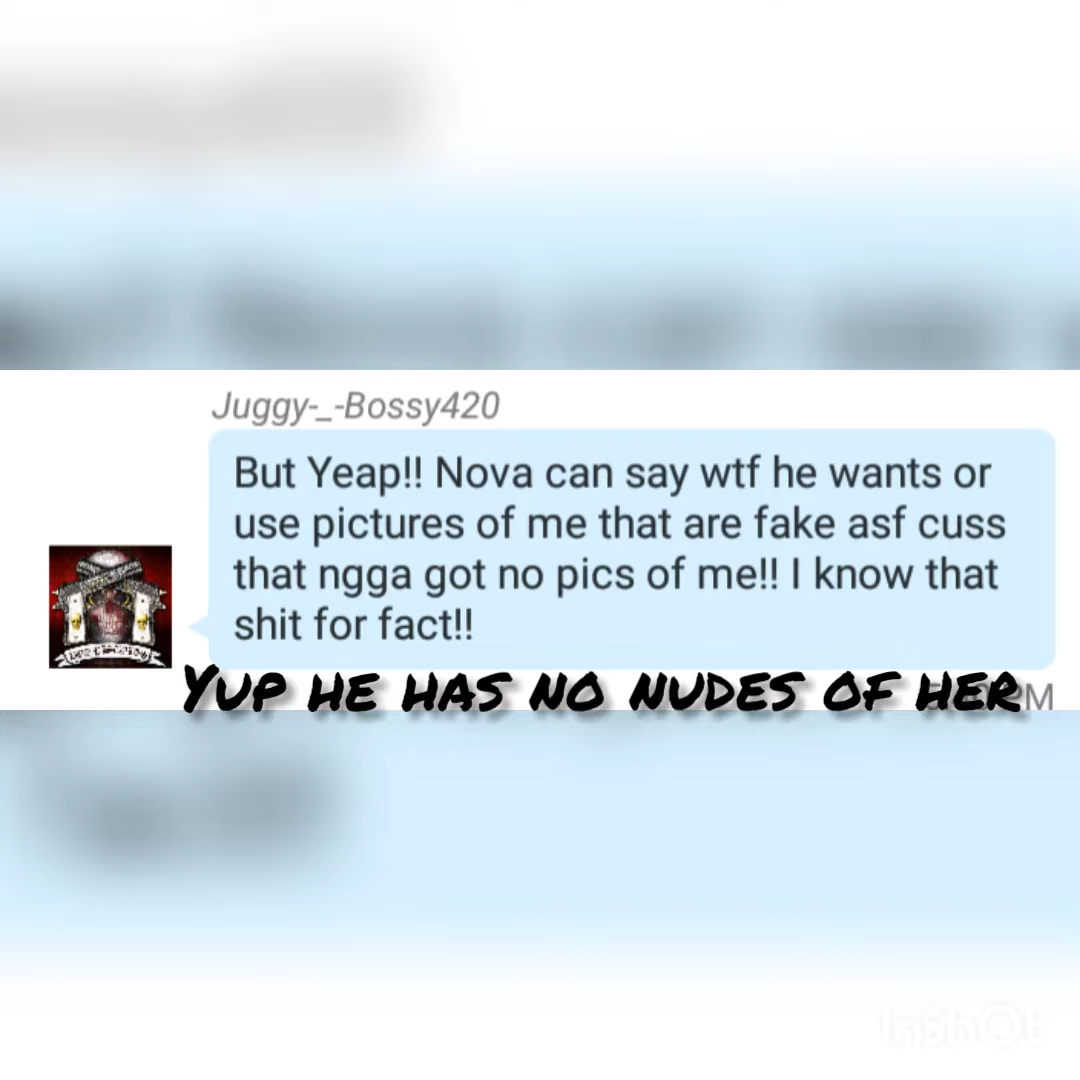 Juggy-_-Bossy420
But Yeap!! Nova can say wtf he wants or
use pictures of me that are fake asf cuss
that ngga got no pics of me!! I know that
shit for fact!!
YUP HE HAS NO NUDES OF HER
InShOt